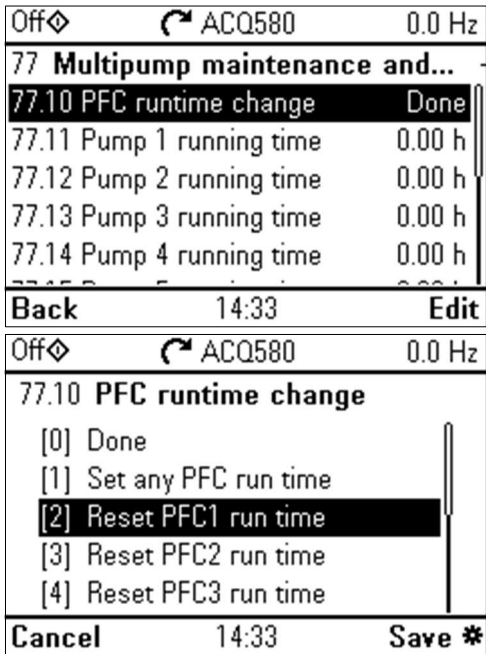 Off ACQ580 0.0 Hz
77 Multipump maintenance and...
77.10 PFC runtime change Done
77.11 Pump 1 running time 0.00 h
77.12 Pump 2 running time 0.00 h
77.13 Pump 3 running time 0.00 h
77.14 Pump 4 running time 0.00 h
Back 14:33 Edit
Off ACQ580 0.0 Hz
77.10 PFC runtime change
[0] Done
[1] Set any PFC run time
[2] Reset PFC1 run time
[3] Reset PFC2 run time
[4] Reset PFC3 run time
Cancel 14:33 Save